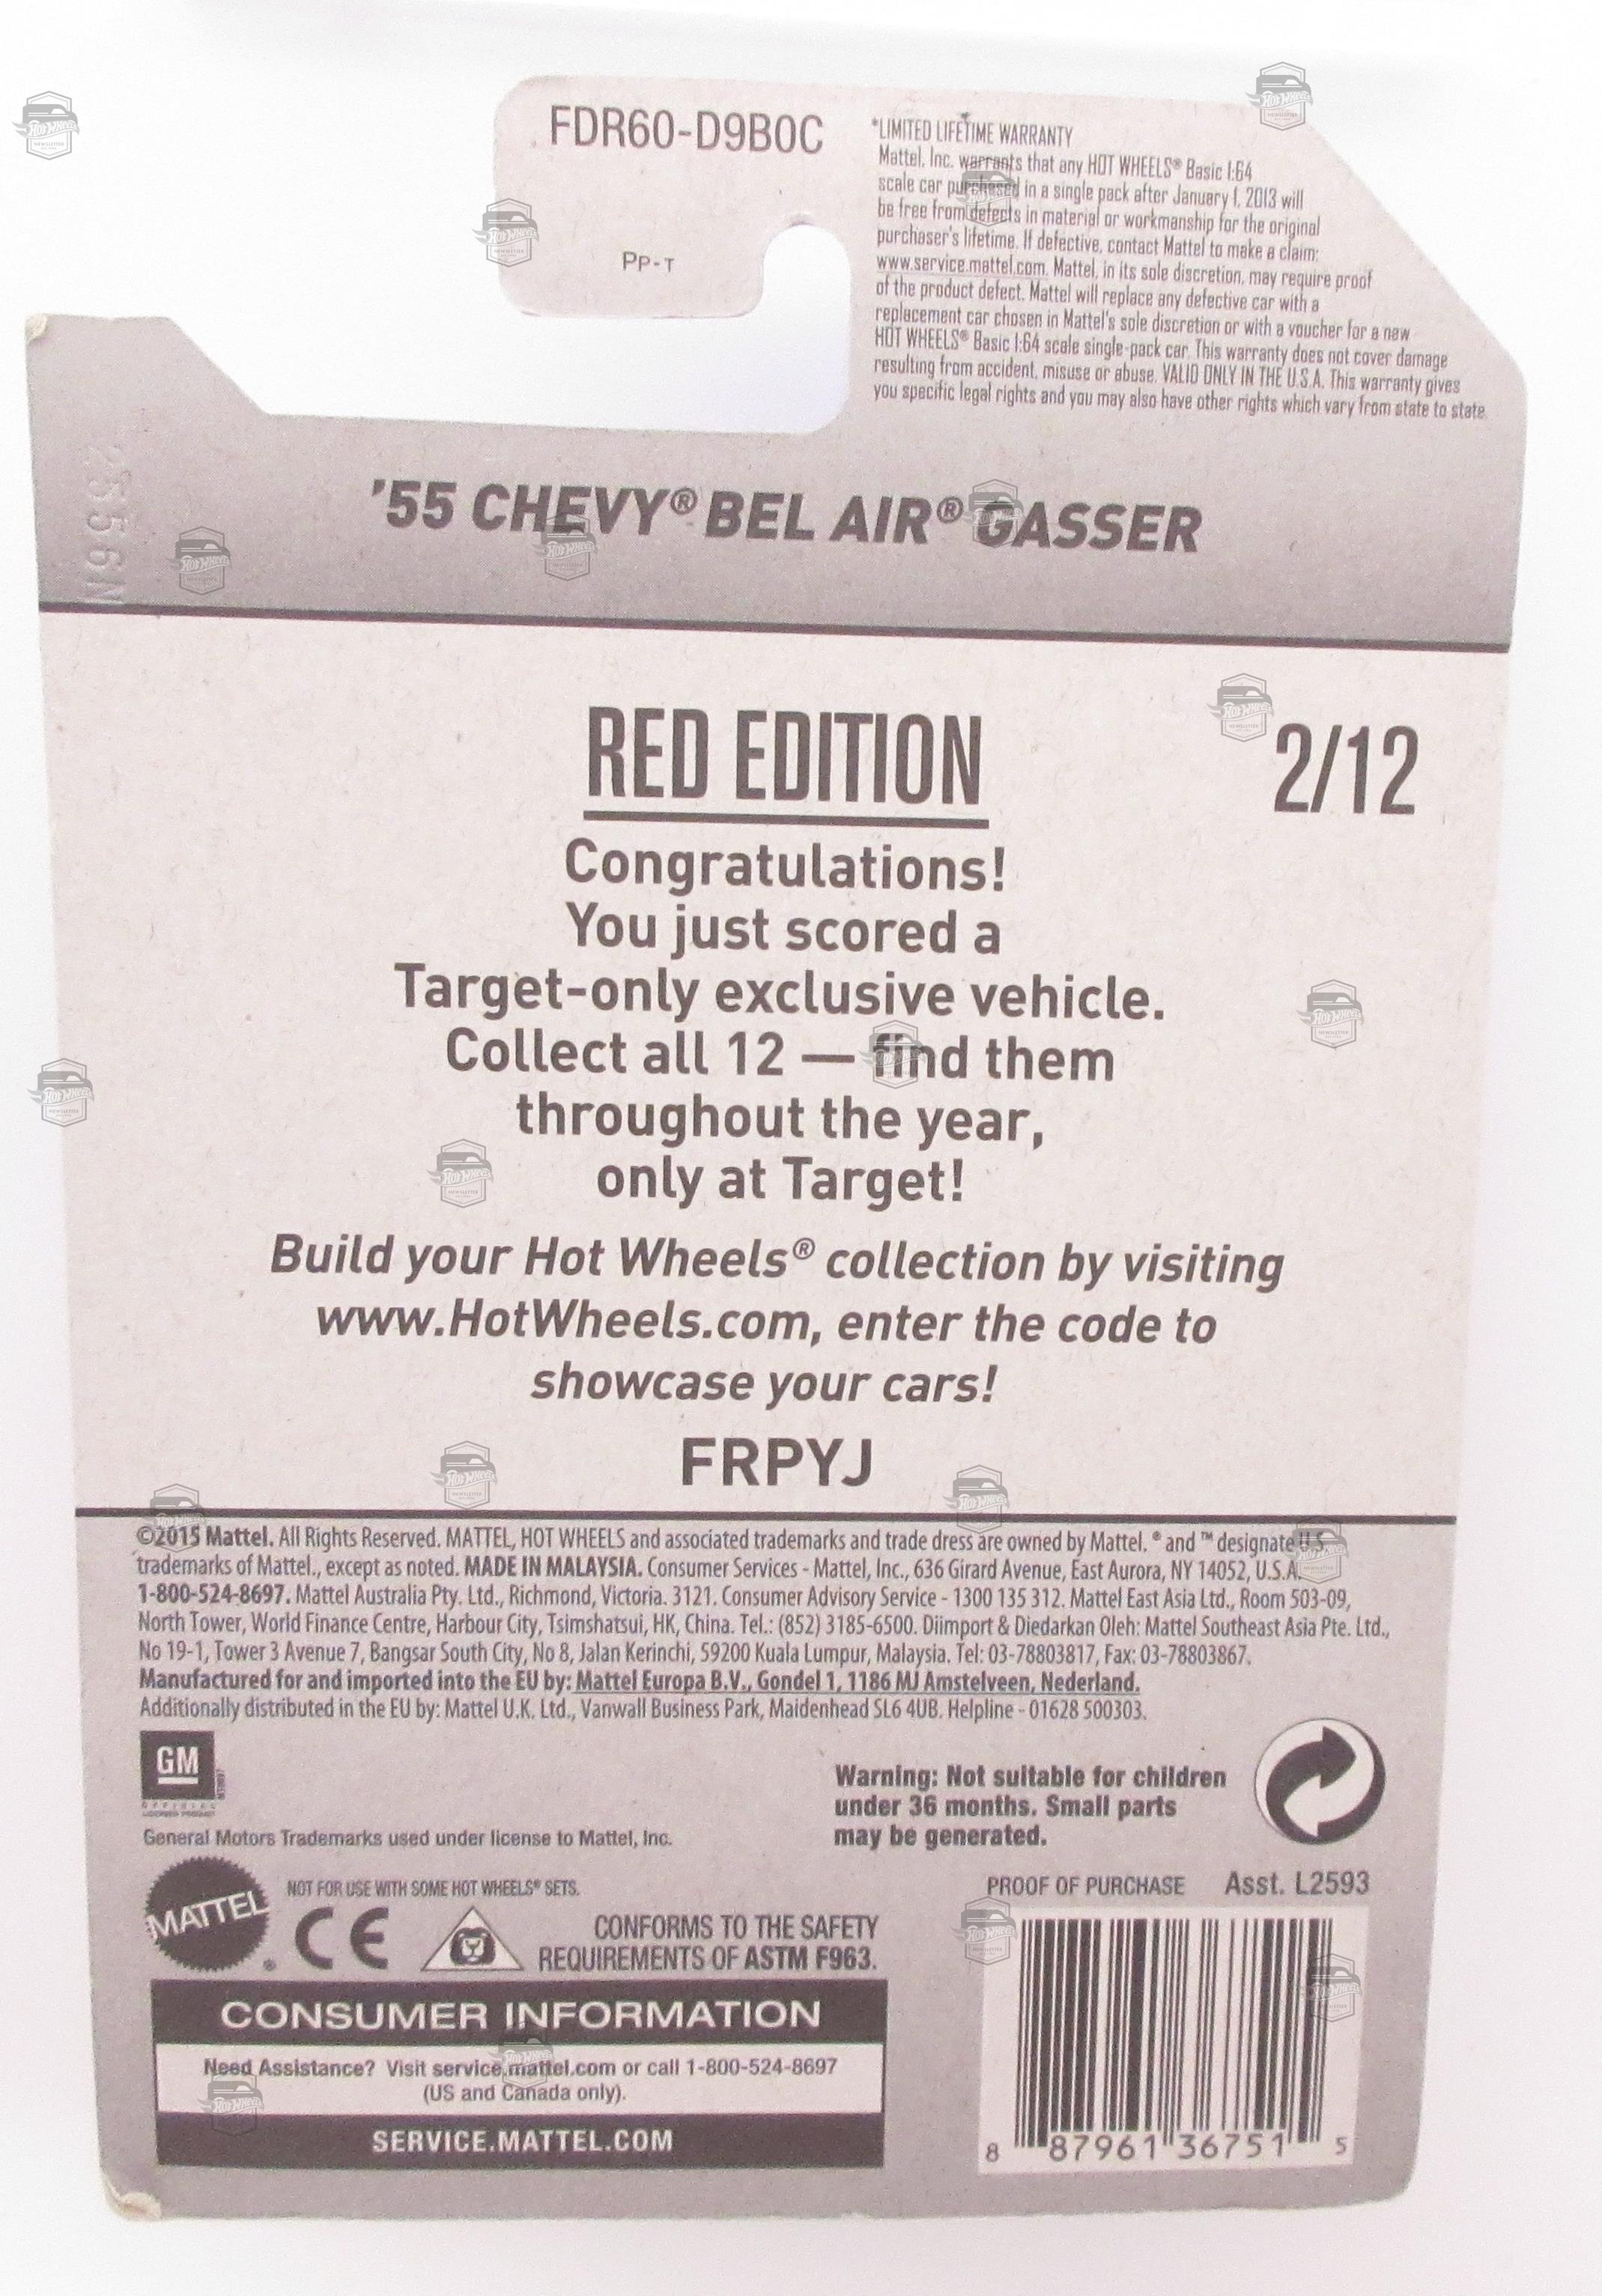 FDR60-D9B0C
PP-T
*LIMITED LIFETIME WARRANTY
Mattel, Inc. warrants that any HOT WHEELS® Basic 1:64
scale car purchased in a single pack after January 1, 2013 will
be free from defects in material or workmanship for the original
purchaser's lifetime. If defective, contact Mattel to make a claim:
www.service.mattel.com. Mattel, in its sole discretion, may require proof
of the product defect. Mattel will replace any defective car with a
replacement car chosen in Mattel's sole discretion or with a voucher for a new
HOT WHEELS® Basic 1:64 scale single-pack car. This warranty does not cover damage
resulting from accident, misuse or abuse. VALID ONLY IN THE U.S.A. This warranty gives
you specific legal rights and you may also have other rights which vary from state to state.
'55 CHEVY® BEL AIR® GASSER
RED EDITION
2/12
Congratulations!
You just scored a
Target-only exclusive vehicle.
Collect all 12 — find them
throughout the year,
only at Target!
Build your Hot Wheels® collection by visiting
www.HotWheels.com, enter the code to
showcase your cars!
FRPYJ
©2015 Mattel. All Rights Reserved. MATTEL, HOT WHEELS and associated trademarks and trade dress are owned by Mattel. ® and ™ designate U.S.
trademarks of Mattel., except as noted. MADE IN MALAYSIA. Consumer Services - Mattel, Inc., 636 Girard Avenue, East Aurora, NY 14052, U.S.A.
1-800-524-8697. Mattel Australia Pty. Ltd., Richmond, Victoria. 3121. Consumer Advisory Service - 1300 135 312. Mattel East Asia Ltd., Room 503-09,
North Tower, World Finance Centre, Harbour City, Tsimshatsui, HK, China. Tel.: (852) 3185-6500. Diimport & Diedarkan Oleh: Mattel Southeast Asia Pte. Ltd.,
No 19-1, Tower 3 Avenue 7, Bangsar South City, No 8, Jalan Kerinchi, 59200 Kuala Lumpur, Malaysia. Tel: 03-78803817, Fax: 03-78803867.
Manufactured for and imported into the EU by: Mattel Europa B.V., Gondel 1, 1186 MJ Amstelveen, Nederland.
Additionally distributed in the EU by: Mattel U.K. Ltd., Vanwall Business Park, Maidenhead SL6 4UB. Helpline - 01628 500303.
GM
OFFICIAL
LICENSED PRODUCT
General Motors Trademarks used under license to Mattel, Inc.
Warning: Not suitable for children
under 36 months. Small parts
may be generated.
MATTEL
NOT FOR USE WITH SOME HOT WHEELS® SETS.
CE
CONFORMS TO THE SAFETY
REQUIREMENTS OF ASTM F963.
PROOF OF PURCHASE Asst. L2593
CONSUMER INFORMATION
Need Assistance? Visit service.mattel.com or call 1-800-524-8697
(US and Canada only).
SERVICE.MATTEL.COM
8 87961 36751 5